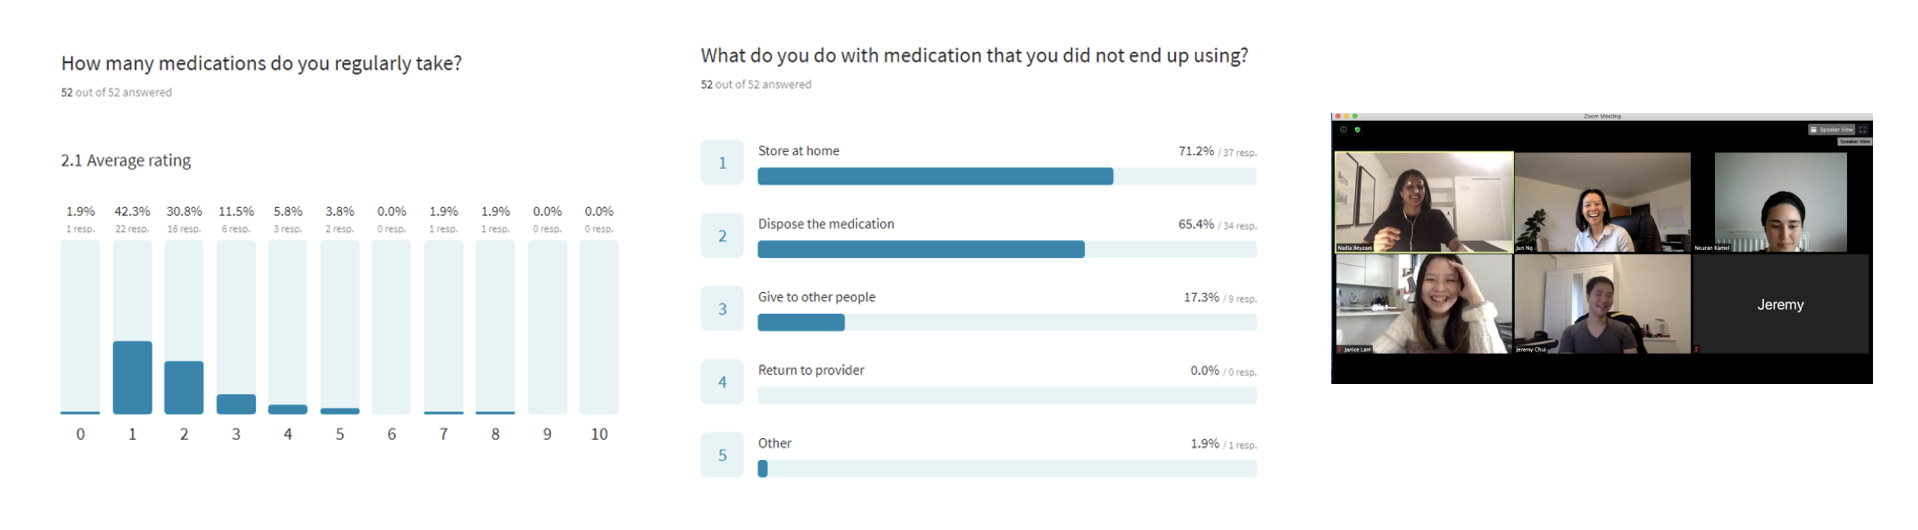 How many medications do you regularly take?
52 out of 52 answered
2.1 Average rating
1.9% 42.3% 30.8% 11.5% 5.8% 3.8% 0.0% 1.9% 1.9% 0.0% 0.0%
1 resp. 22 resp. 16 resp. 6 resp. 3 resp. 2 resp. 0 resp. 1 resp. 1 resp. 0 resp. 0 resp.
0 1 2 3 4 5 6 7 8 9 10
What do you do with medication that you did not end up using?
52 out of 52 answered
1 Store at home 71.2% / 37 resp.
2 Dispose the medication 65.4% / 34 resp.
3 Give to other people 17.3% / 9 resp.
4 Return to provider 0.0% / 0 resp.
5 Other 1.9% / 1 resp.
Zoom Meeting
Speaker View
Speaker View
Nadia Beyzaei
Jun Ng
Nouran Kamel
Janice Lam
Jeremy Chui
Jeremy